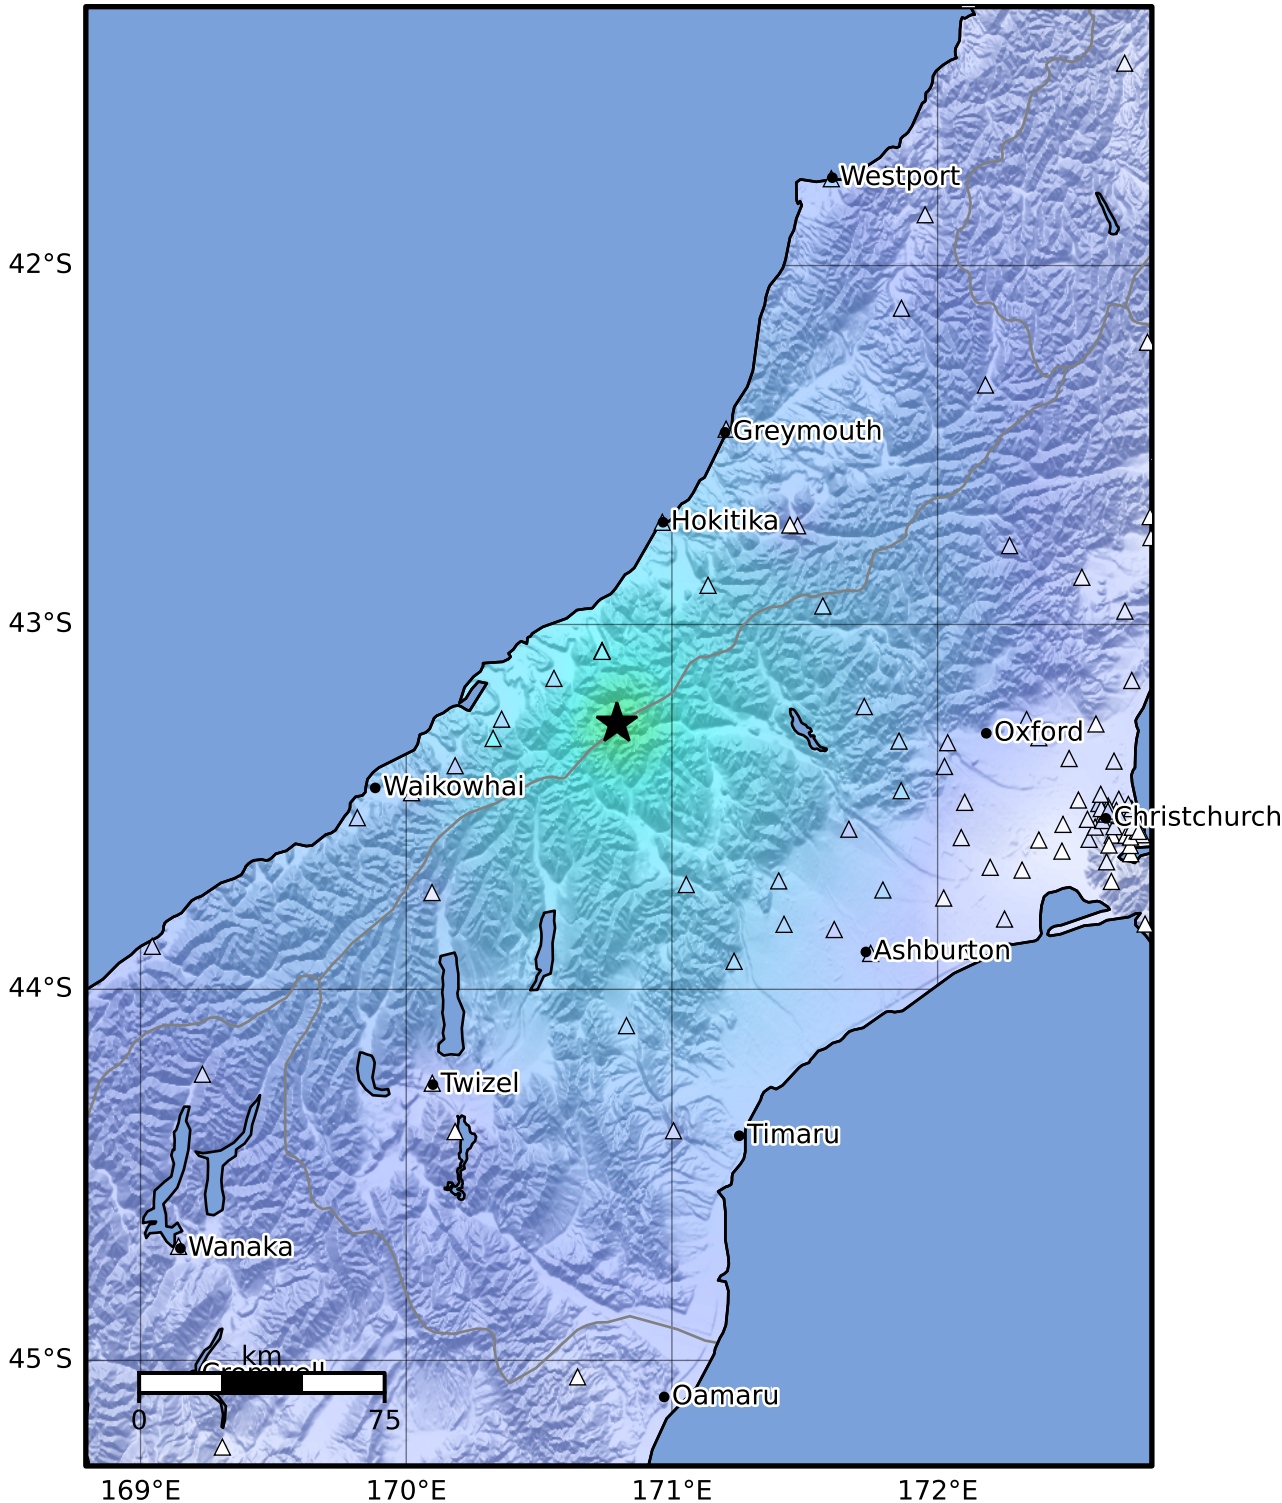 Westport
42°S
Greymouth
Hokitika
43°S
Oxford
Waikowhai
Christchurch
Ashburton
44°S
Twizel
Timaru
Wanaka
km
45°S
Cromwell
Oamaru
0
75
169°E
170°E
171°E
172°E